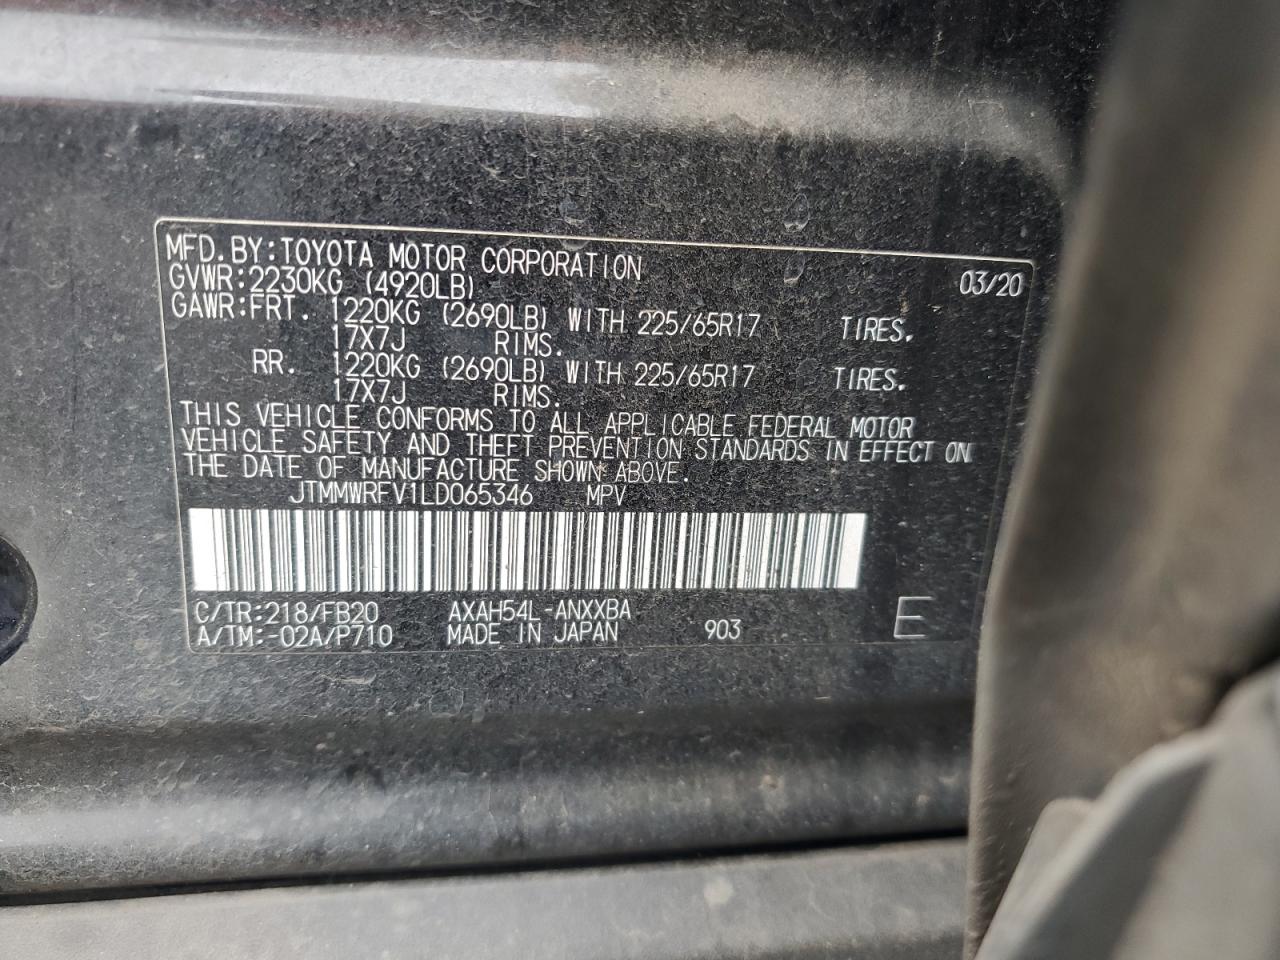 MFD.BY:TOYOTA MOTOR CORPORATION 03/20
GVWR:2230KG (4920LB)
GAWR:FRT. 1220KG (2690LB) WITH 225/65R17 TIRES.
17X7J RIMS.
RR. 1220KG (2690LB) WITH 225/65R17 TIRES.
17X7J RIMS.
THIS VEHICLE CONFORMS TO ALL APPLICABLE FEDERAL MOTOR
VEHICLE SAFETY AND THEFT PREVENTION STANDARDS IN EFFECT ON
THE DATE OF MANUFACTURE SHOWN ABOVE.
JTMMWRFV1LD065346 MPV
C/TR:218/FB20 AXAH54L-ANXXBA
A/TM:-02A/P710 MADE IN JAPAN 903 E